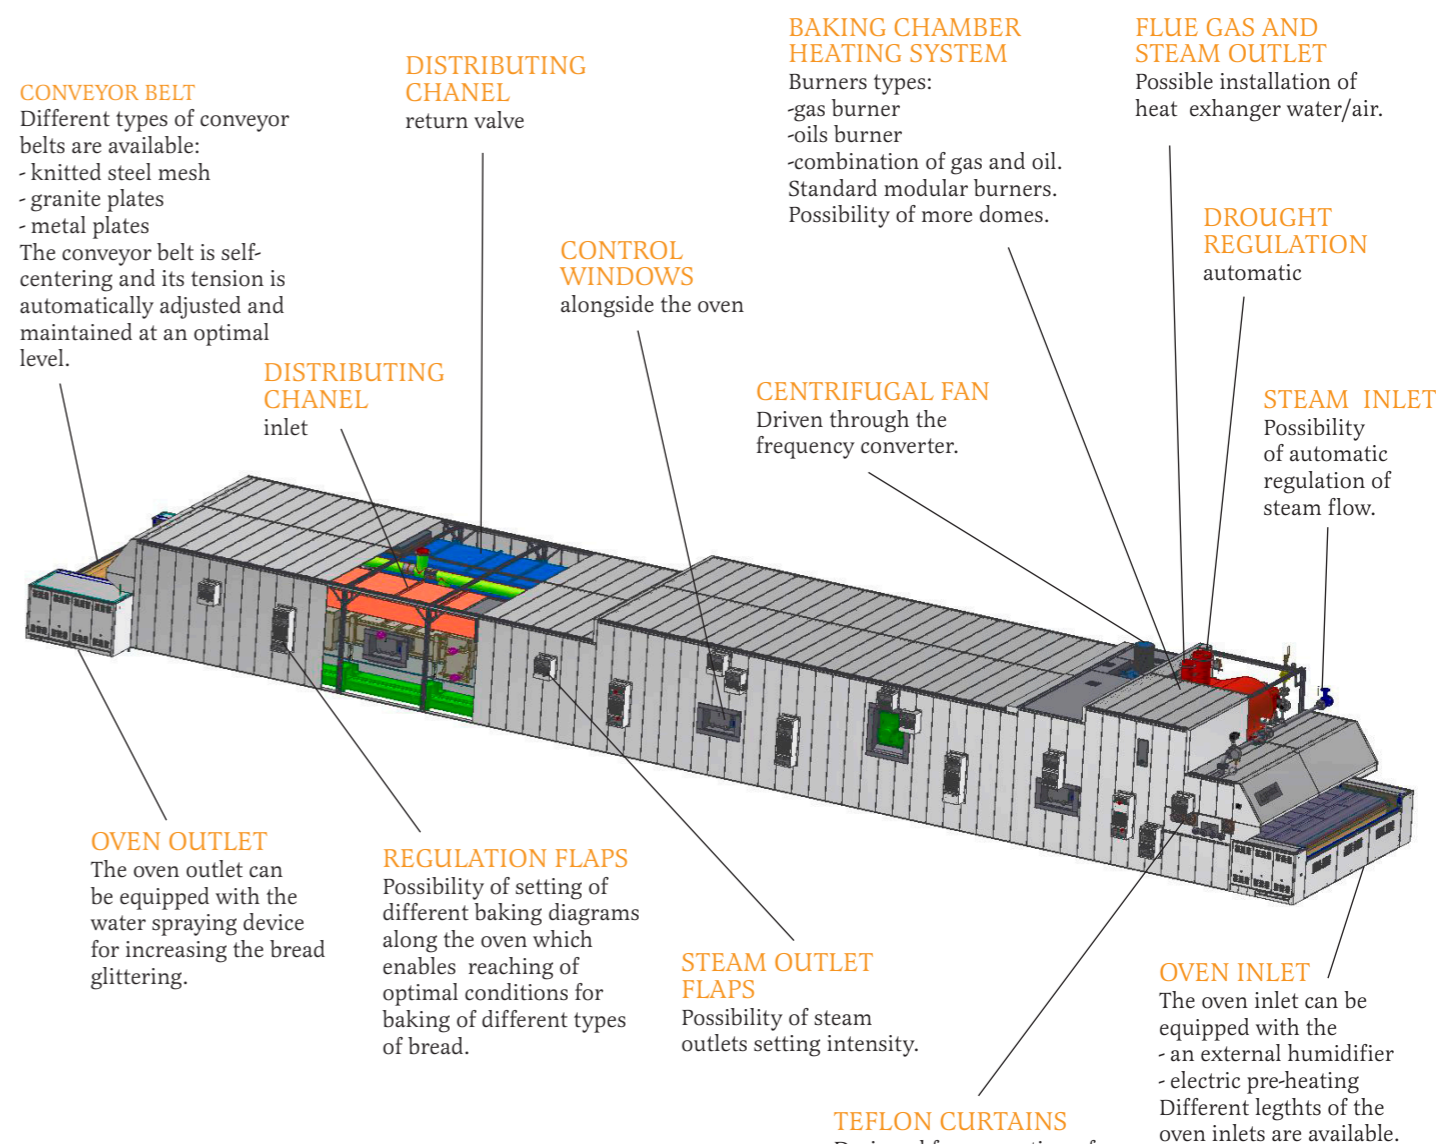 CONVEYOR BELT
Different types of conveyor
belts are available:
- knitted steel mesh
- granite plates
- metal plates
The conveyor belt is self-
centering and its tension is
automatically adjusted and
maintained at an optimal
level.
DISTRIBUTING
CHANEL
return valve
BAKING CHAMBER
HEATING SYSTEM
Burners types:
-gas burner
-oils burner
-combination of gas and oil.
Standard modular burners.
Possibility of more domes.
FLUE GAS AND
STEAM OUTLET
Possible installation of
heat exhanger water/air.
DROUGHT
REGULATION
automatic
CONTROL
WINDOWS
alongside the oven
DISTRIBUTING
CHANEL
inlet
CENTRIFUGAL FAN
Driven through the
frequency converter.
STEAM INLET
Possibility
of automatic
regulation of
steam flow.
OVEN OUTLET
The oven outlet can
be equipped with the
water spraying device
for increasing the bread
glittering.
REGULATION FLAPS
Possibility of setting of
different baking diagrams
along the oven which
enables reaching of
optimal conditions for
baking of different types
of bread.
STEAM OUTLET
FLAPS
Possibility of steam
outlets setting intensity.
OVEN INLET
The oven inlet can be
equipped with the
- an external humidifier
- electric pre-heating
Different legthts of the
oven inlets are available.
TEFLON CURTAINS